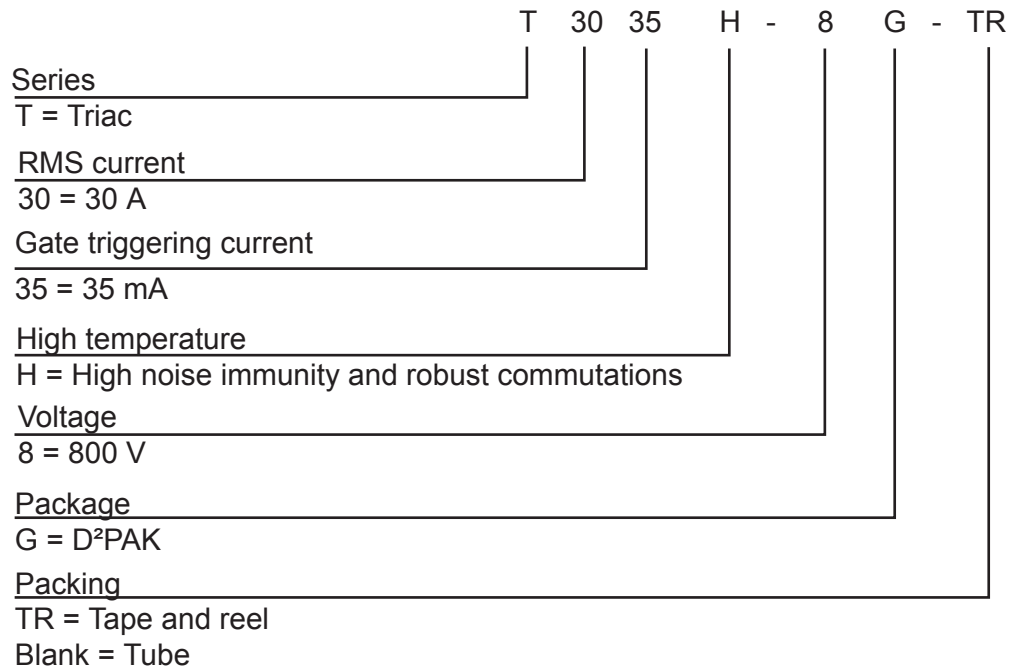 T 30 35 H - 8 G - TR
Series
T = Triac
RMS current
30 = 30 A
Gate triggering current
35 = 35 mA
High temperature
H = High noise immunity and robust commutations
Voltage
8 = 800 V
Package
G = D²PAK
Packing
TR = Tape and reel
Blank = Tube